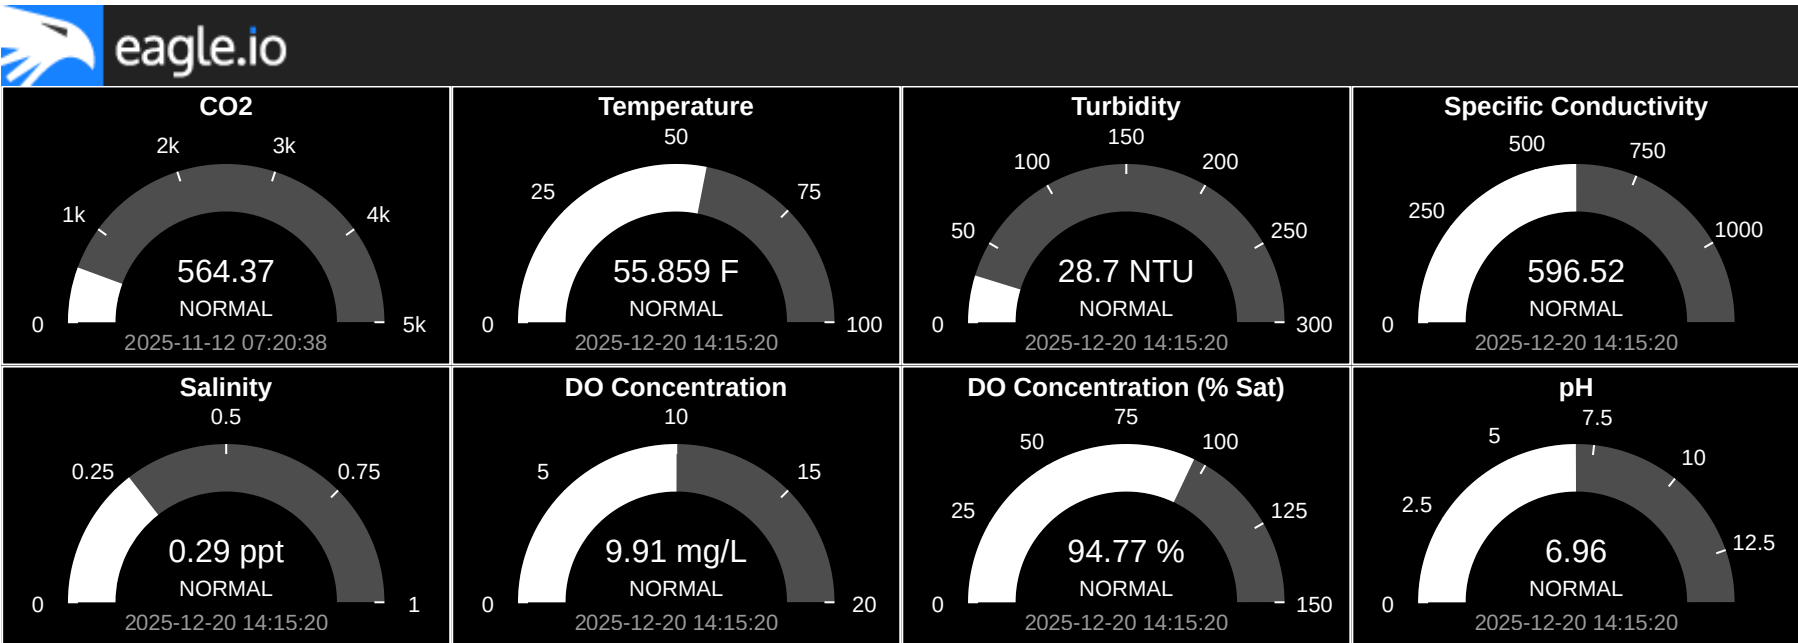 eagle.io
CO2
0
1k
2k
3k
4k
5k
564.37
NORMAL
2025-11-12 07:20:38
Temperature
0
25
50
75
100
55.859 F
NORMAL
2025-12-20 14:15:20
Turbidity
0
50
100
150
200
250
300
28.7 NTU
NORMAL
2025-12-20 14:15:20
Specific Conductivity
0
250
500
750
1000
596.52
NORMAL
2025-12-20 14:15:20
Salinity
0
0.25
0.5
0.75
1
0.29 ppt
NORMAL
2025-12-20 14:15:20
DO Concentration
0
5
10
15
20
9.91 mg/L
NORMAL
2025-12-20 14:15:20
DO Concentration (% Sat)
0
25
50
75
100
125
150
94.77 %
NORMAL
2025-12-20 14:15:20
pH
0
2.5
5
7.5
10
12.5
6.96
NORMAL
2025-12-20 14:15:20